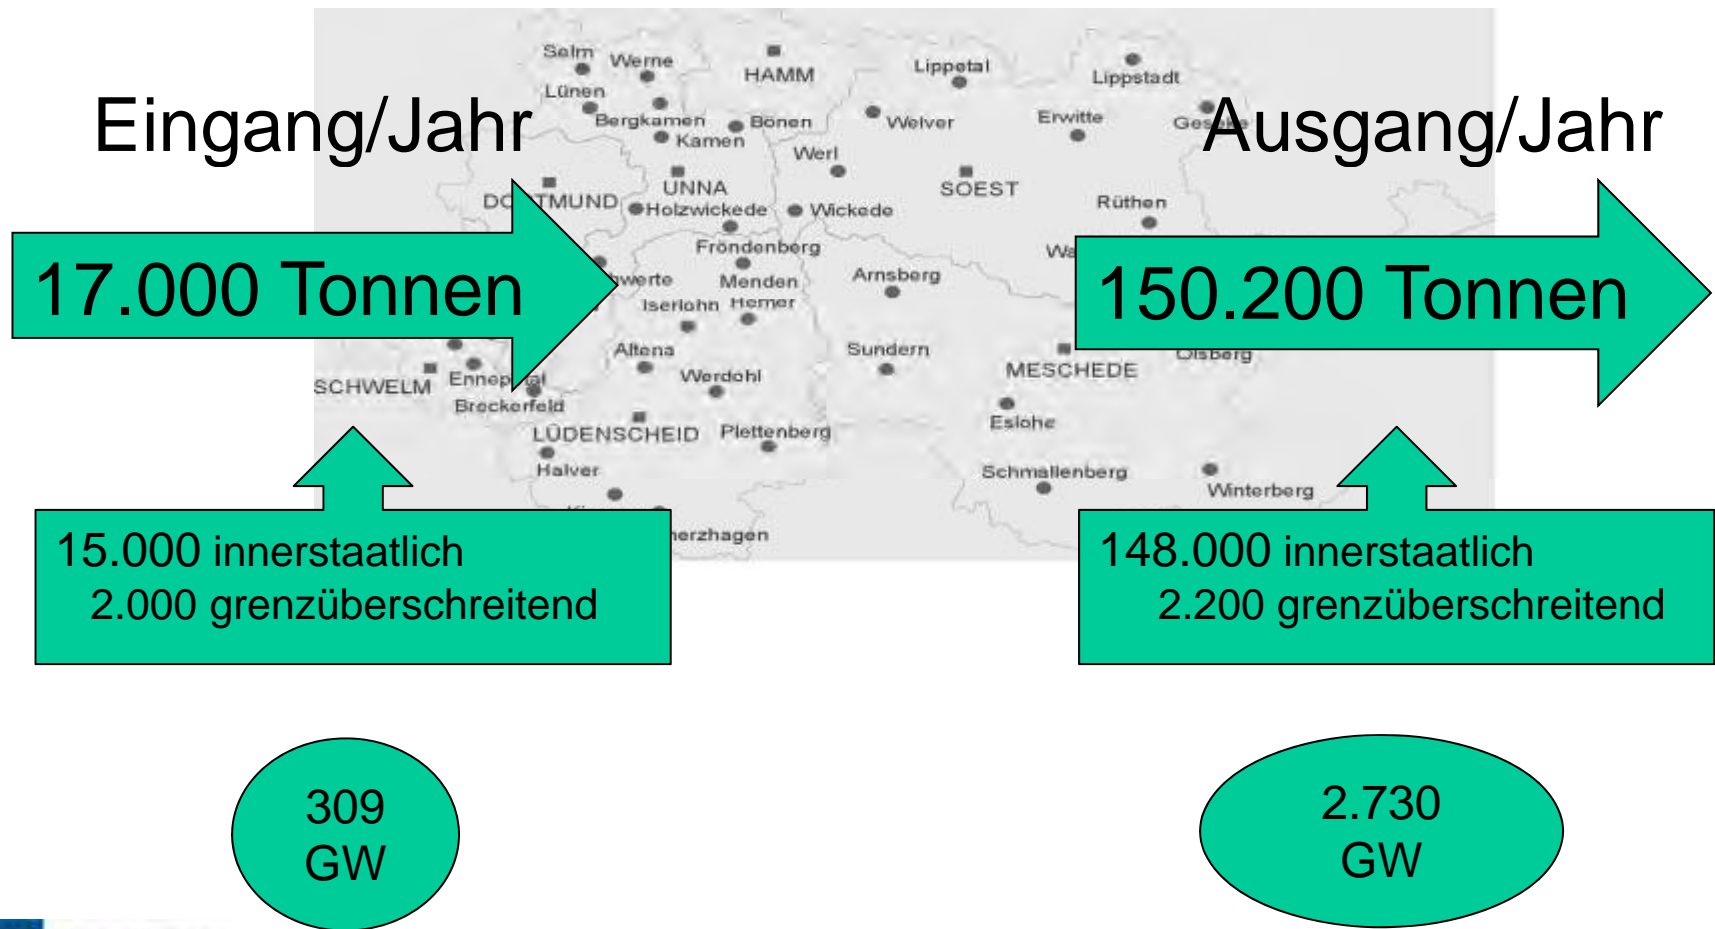 Eingang/Jahr
Ausgang/Jahr
17.000 Tonnen
150.200 Tonnen
15.000 innerstaatlich
2.000 grenzüberschreitend
148.000 innerstaatlich
2.200 grenzüberschreitend
309
GW
2.730
GW
Selm
Werne
HAMM
Lippetal
Lippstadt
Lünen
Bergkamen
Bönen
Kamen
Welver
Erwitte
Werl
UNNA
SOEST
Holzwickede
Wickede
Rüthen
Fröndenberg
Menden
Arnsberg
Iserlohn
Hemer
Altena
Sundern
MESCHEDE
Olsberg
SCHWELM
Werdohl
Breckerfeld
LÜDENSCHEID
Plettenberg
Eslohe
Halver
Schmallenberg
Winterberg